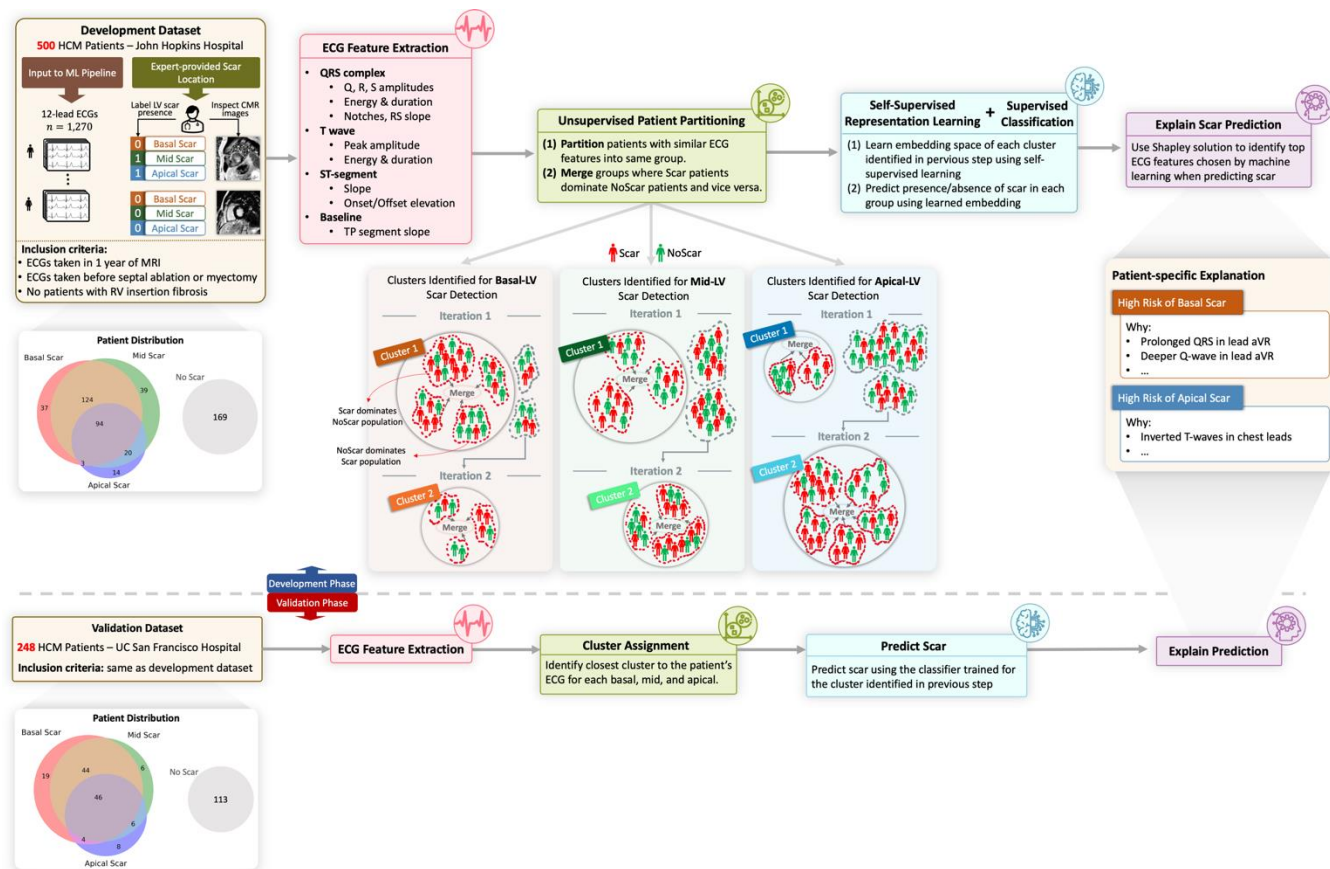 Development Dataset
500 HCM Patients – John Hopkins Hospital
Input to ML Pipeline
Expert-provided Scar
Location
12-lead ECGs
n = 1,270
Label LV scar
presence
Inspect CMR
images
0 Basal Scar
1 Mid Scar
1 Apical Scar
0 Basal Scar
0 Mid Scar
0 Apical Scar
Inclusion criteria:
• ECGs taken in 1 year of MRI
• ECGs taken before septal ablation or myectomy
• No patients with RV insertion fibrosis
ECG Feature Extraction
• QRS complex
• Q, R, S amplitudes
• Energy & duration
• Notches, RS slope
• T wave
• Peak amplitude
• Energy & duration
• ST-segment
• Slope
• Onset/Offset elevation
• Baseline
• TP segment slope
Unsupervised Patient Partitioning
(1) Partition patients with similar ECG
features into same group.
(2) Merge groups where Scar patients
dominate NoScar patients and vice versa.
Self-Supervised
Representation Learning
+
Supervised
Classification
(1) Learn embedding space of each cluster
identified in pervious step using self-
supervised learning
(2) Predict presence/absence of scar in each
group using learned embedding
Explain Scar Prediction
Use Shapley solution to identify top
ECG features chosen by machine
learning when predicting scar
Scar
NoScar
Clusters Identified for Basal-LV
Scar Detection
Iteration 1
Cluster 1
Merge
Scar dominates
NoScar population
NoScar dominates
Scar population
Iteration 2
Cluster 2
Merge
Clusters Identified for Mid-LV
Scar Detection
Iteration 1
Cluster 1
Merge
Iteration 2
Cluster 2
Merge
Clusters Identified for Apical-LV
Scar Detection
Iteration 1
Cluster 1
Merge
Iteration 2
Cluster 2
Merge
Patient-specific Explanation
High Risk of Basal Scar
Why:
• Prolonged QRS in lead aVR
• Deeper Q-wave in lead aVR
• ...
High Risk of Apical Scar
Why:
• Inverted T-waves in chest leads
• ...
Patient Distribution
Basal Scar
Mid Scar
No Scar
37
124
39
94
169
20
14
Apical Scar
Development Phase
Validation Phase
Validation Dataset
248 HCM Patients – UC San Francisco Hospital
Inclusion criteria: same as development dataset
ECG Feature Extraction
Cluster Assignment
Identify closest cluster to the patient's
ECG for each basal, mid, and apical.
Predict Scar
Predict scar using the classifier trained for
the cluster identified in previous step
Explain Prediction
Patient Distribution
Basal Scar
Mid Scar
No Scar
19
44
6
46
113
6
4
8
Apical Scar